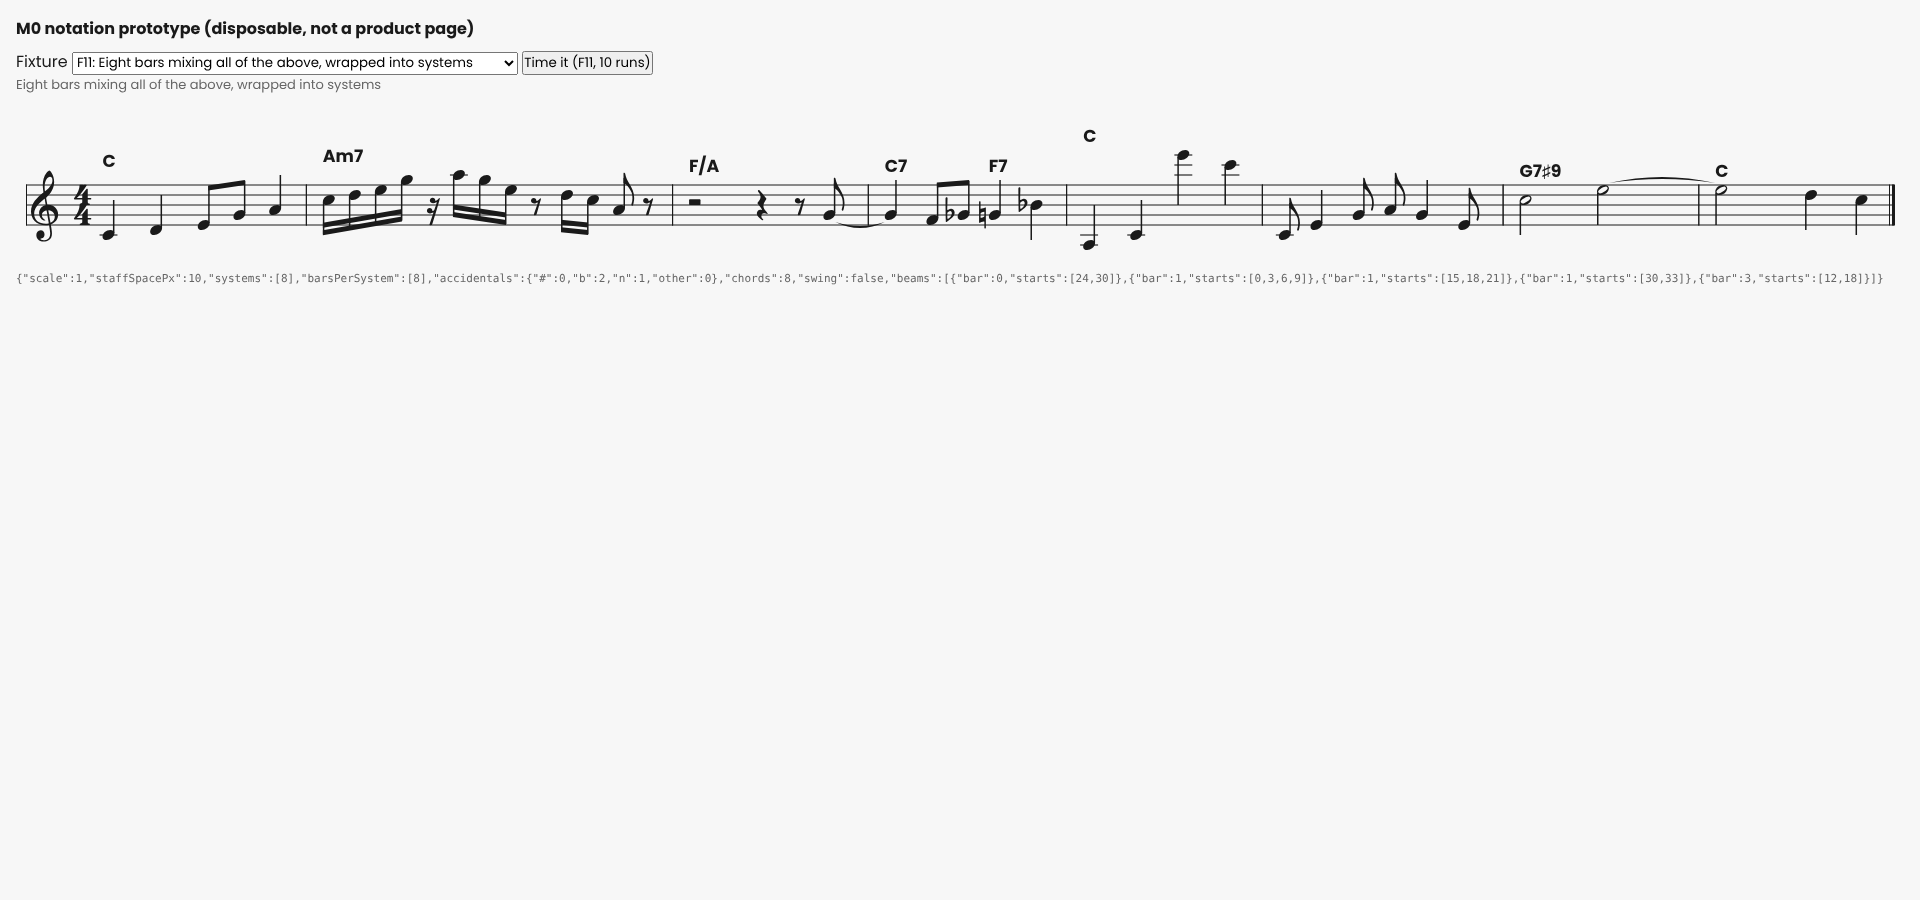 M0 notation prototype (disposable, not a product page)
Fixture F11: Eight bars mixing all of the above, wrapped into systems Time it (F11, 10 runs)
Eight bars mixing all of the above, wrapped into systems
C Am7 F/A C7 F7 C G7♯9 C
4
4
{"scale":1,"staffSpacePx":10,"systems":[8],"barsPerSystem":[8],"accidentals":{"#":0,"b":2,"n":1,"other":0},"chords":8,"swing":false,"beams":[{"bar":0,"starts":[24,30]},{"bar":1,"starts":[0,3,6,9]},{"bar":1,"starts":[15,18,21]},{"bar":1,"starts":[30,33]},{"bar":3,"starts":[12,18]}]}